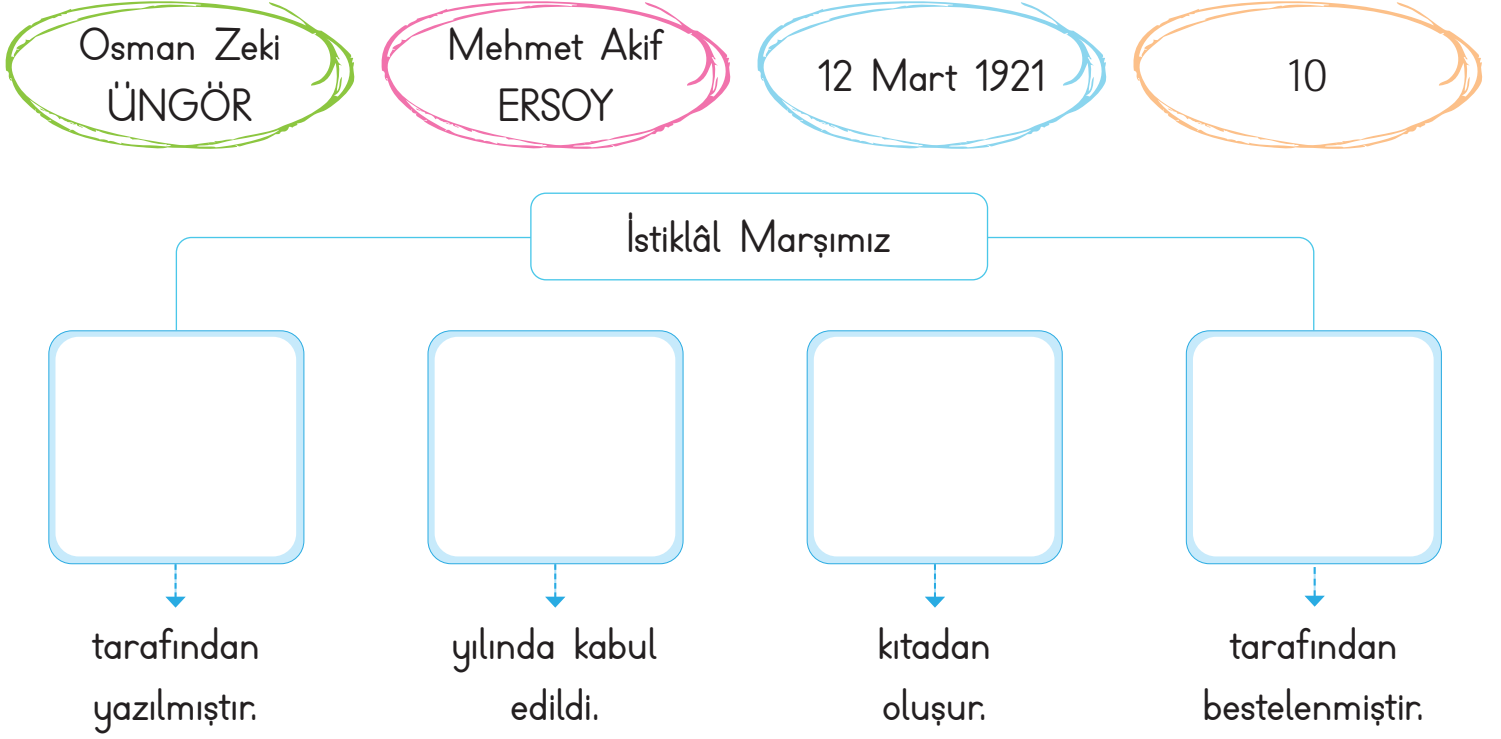 Osman Zeki
ÜNGÖR
Mehmet Akif
ERSOY
12 Mart 1921
10
İstiklâl Marşımız
tarafından
yazılmıştır.
yılında kabul
edildi.
kıtadan
oluşur.
tarafından
bestelenmiştir.